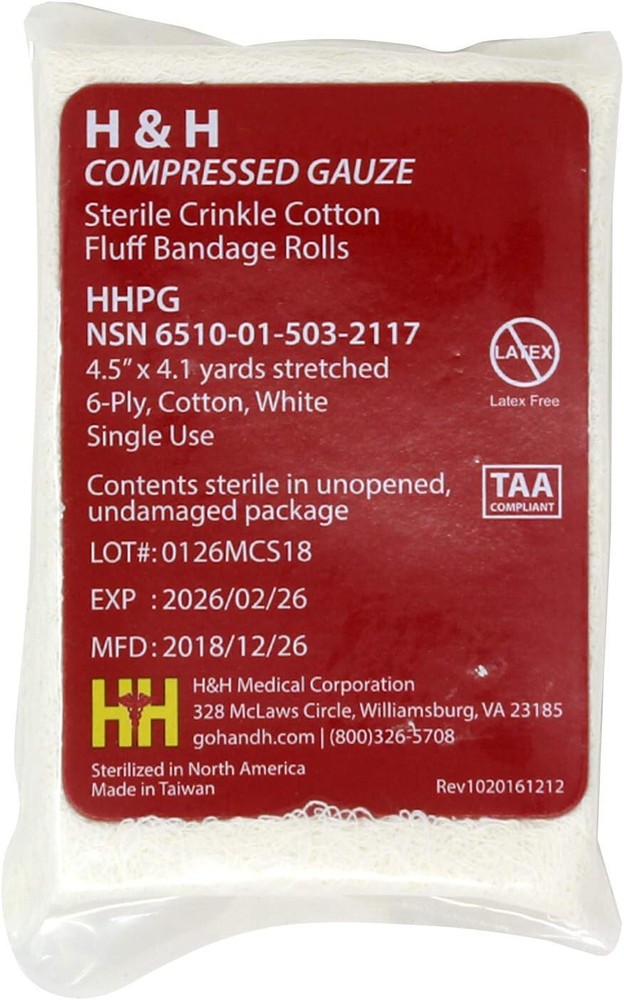 H & H
COMPRESSED GAUZE
Sterile Crinkle Cotton
Fluff Bandage Rolls
HHPG
NSN 6510-01-503-2117
4.5” x 4.1 yards stretched
6-Ply, Cotton, White
Single Use
LATEX
Latex Free
Contents sterile in unopened,
undamaged package
TAA
COMPLIANT
LOT#: 0126MCS18
EXP : 2026/02/26
MFD: 2018/12/26
HH
H&H Medical Corporation
328 McLaws Circle, Williamsburg, VA 23185
gohandh.com | (800)326-5708
Sterilized in North America
Made in Taiwan
Rev1020161212